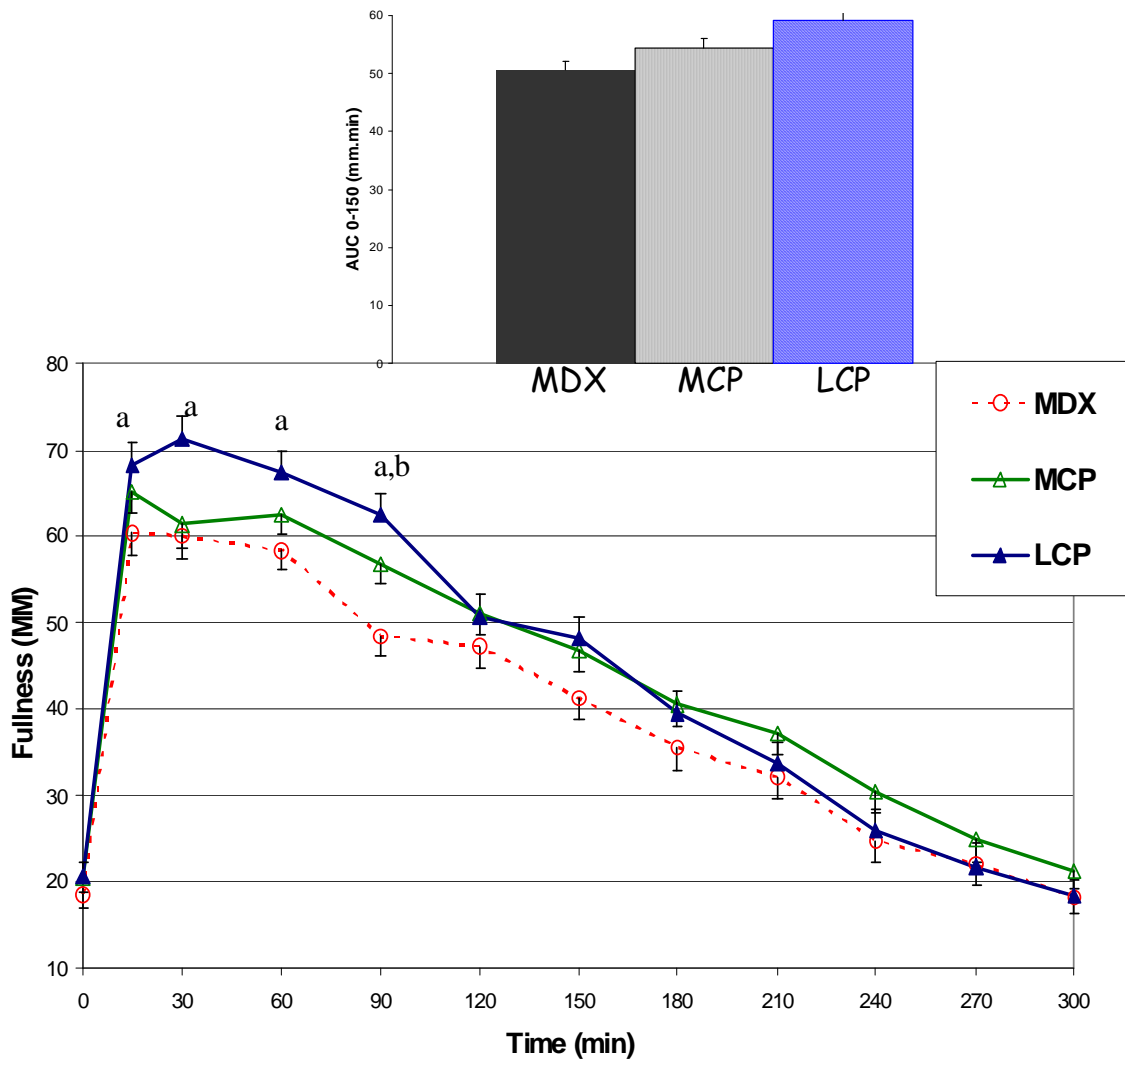 60
50
40
30
20
10
0
AUC 0-150 (mm.min)
MDX MCP LCP
80
70
60
50
40
30
20
10
Fullness (MM)
a a a a,b
MDX
MCP
LCP
0 30 60 90 120 150 180 210 240 270 300
Time (min)